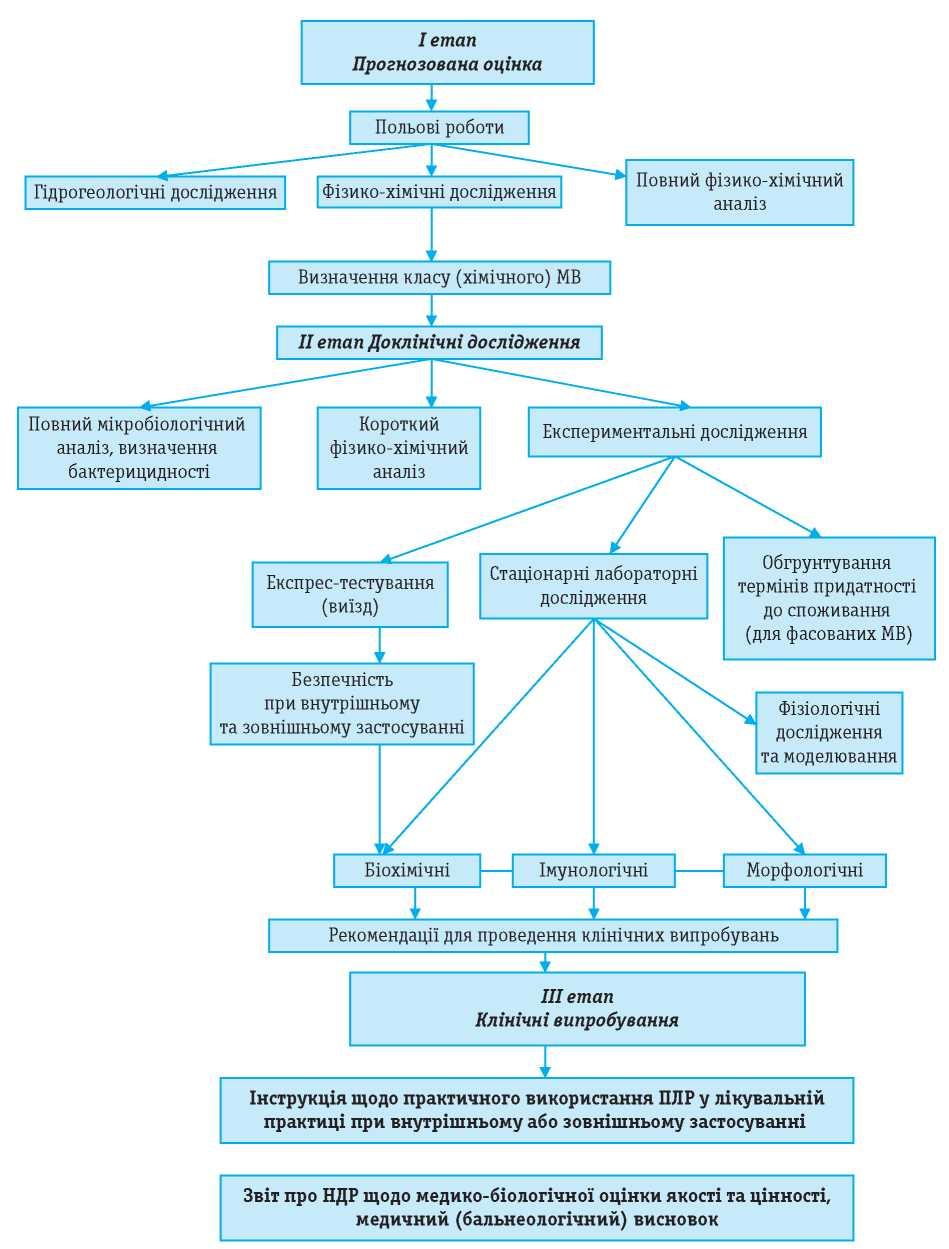 I етап
Прогнозована оцінка
Польові роботи
Гідрогеологічні дослідження
Фізико-хімічні дослідження
Повний фізико-хімічний
аналіз
Визначення класу (хімічного) МВ
II етап Доклінічні дослідження
Повний мікробіологічний
аналіз, визначення
бактерицидності
Короткий
фізико-хімічний
аналіз
Експериментальні дослідження
Експрес-тестування
(виїзд)
Стаціонарні лабораторні
дослідження
Обгрунтування
термінів придатності
до споживання
(для фасованих МВ)
Безпечність
при внутрішньому
та зовнішньому застосуванні
Фізіологічні
дослідження
та моделювання
Біохімічні
Імунологічні
Морфологічні
Рекомендації для проведення клінічних випробувань
III етап
Клінічні випробування
Інструкція щодо практичного використання ПЛР у лікувальній
практиці при внутрішньому або зовнішньому застосуванні
Звіт про НДР щодо медико-біологічної оцінки якості та цінності,
медичний (бальнеологічний) висновок